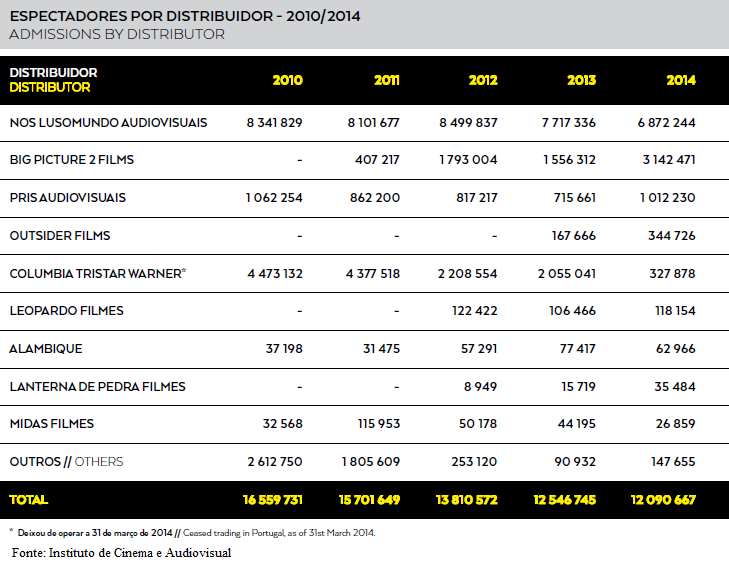 ESPECTADORES POR DISTRIBUIDOR - 2010/2014
ADMISSIONS BY DISTRIBUTOR
DISTRIBUIDOR
DISTRIBUTOR 2010 2011 2012 2013 2014
NOS LUSOMUNDO AUDIOVISUAIS 8 341 829 8 101 677 8 499 837 7 717 336 6 872 244
BIG PICTURE 2 FILMS - 407 217 1 793 004 1 556 312 3 142 471
PRIS AUDIOVISUAIS 1 062 254 862 200 817 217 715 661 1 012 230
OUTSIDER FILMS - - - 167 666 344 726
COLUMBIA TRISTAR WARNER* 4 473 132 4 377 518 2 208 554 2 055 041 327 878
LEOPARDO FILMES - - 122 422 106 466 118 154
ALAMBIQUE 37 198 31 475 57 291 77 417 62 966
LANTERNA DE PEDRA FILMES - - 8 949 15 719 35 484
MIDAS FILMES 32 568 115 953 50 178 44 195 26 859
OUTROS // OTHERS 2 612 750 1 805 609 253 120 90 932 147 655
TOTAL 16 559 731 15 701 649 13 810 572 12 546 745 12 090 667
* Deixou de operar a 31 de março de 2014 // Ceased trading in Portugal, as of 31st March 2014.
Fonte: Instituto de Cinema e Audiovisual